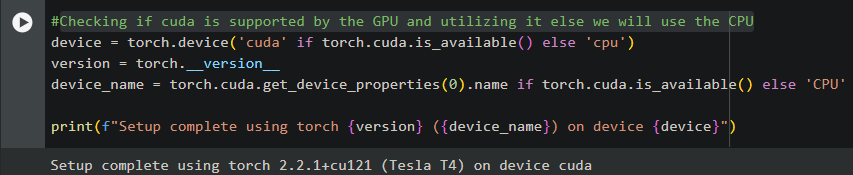 #Checking if cuda is supported by the GPU and utilizing it else we will use the CPU
device = torch.device('cuda' if torch.cuda.is_available() else 'cpu')
version = torch.__version__
device_name = torch.cuda.get_device_properties(0).name if torch.cuda.is_available() else 'CPU'
print(f"Setup complete using torch {version} ({device_name}) on device {device}")
Setup complete using torch 2.2.1+cu121 (Tesla T4) on device cuda